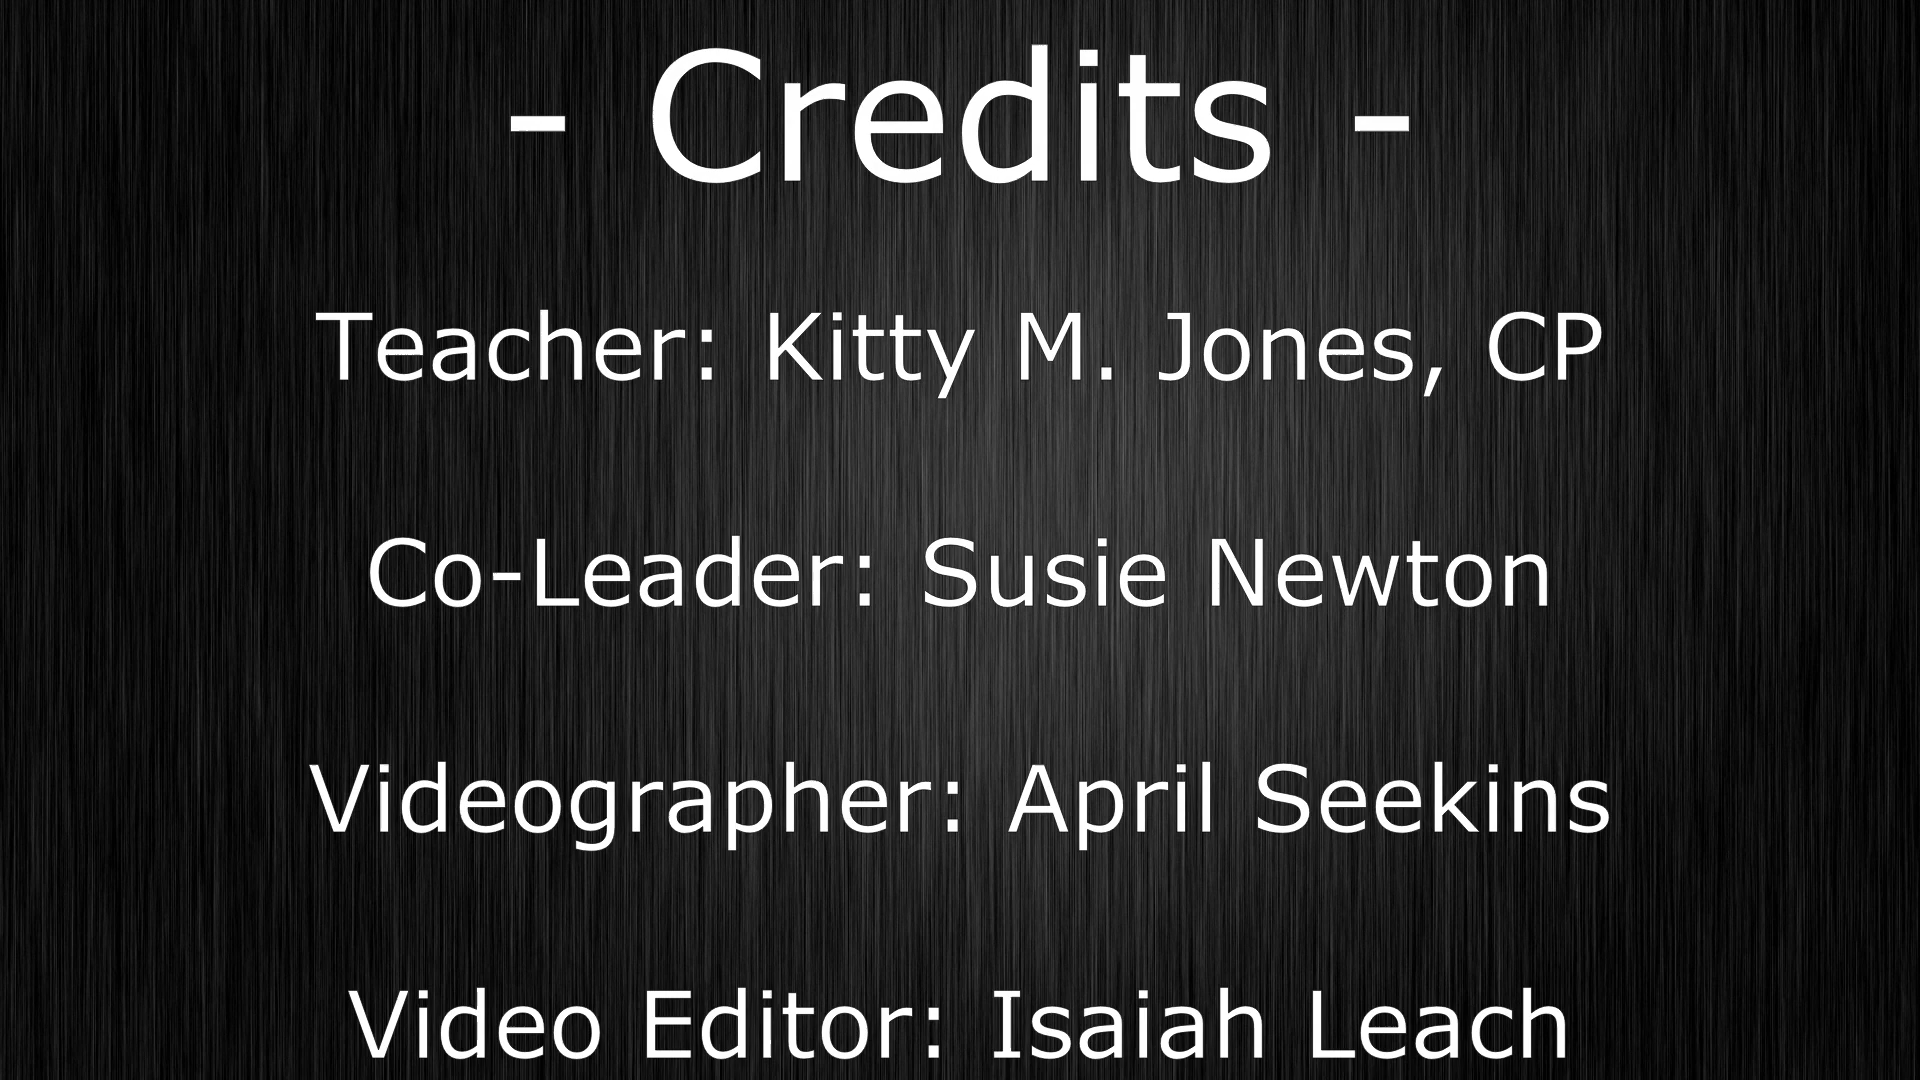 - Credits -
Teacher: Kitty M. Jones, CP
Co-Leader: Susie Newton
Videographer: April Seekins
Video Editor: Isaiah Leach